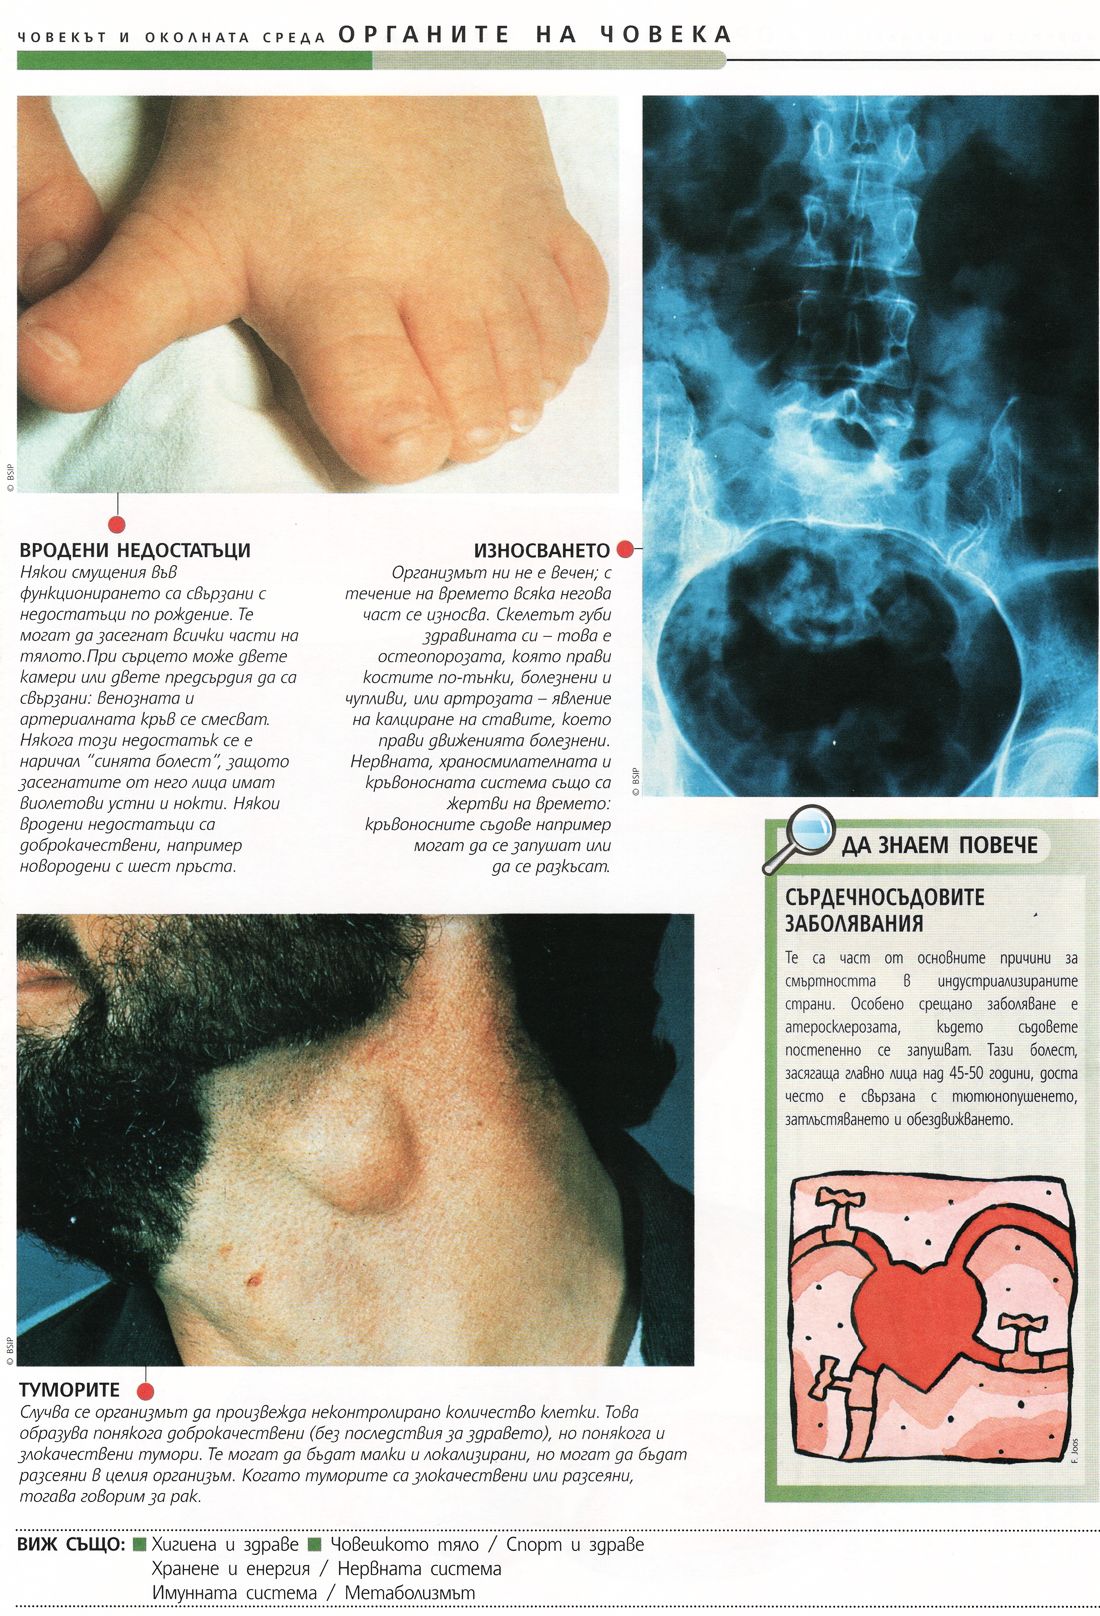 ЧОВЕКЪТ И ОКОЛНАТА СРЕДА ОРГАНИТЕ НА ЧОВЕКА
© BSIP
ВРОДЕНИ НЕДОСТАТЪЦИ
Някои смущения във
функционирането са свързани с
недостатъци по рождение. Те
могат да засегнат всички части на
тялото.При сърцето може двете
камери или двете предсърдия да са
свързани: венозната и
артериалната кръв се смесват.
Някога този недостатък се е
наричал "синята болест", защото
засегнатите от него лица имат
виолетови устни и нокти. Някои
вродени недостатъци са
доброкачествени, например
новородени с шест пръста.
ИЗНОСВАНЕТО
Организмът ни не е вечен; с
течение на времето всяка негова
част се износва. Скелетът губи
здравината си – това е
остеопорозата, която прави
костите по-тънки, болезнени и
чупливи, или артрозата – явление
на калциране на ставите, което
прави движенията болезнени.
Нервната, храносмилателната и
кръвоносната система също са
жертви на времето:
кръвоносните съдове например
могат да се запушат или
да се разкъсат.
© BSIP
ДА ЗНАЕМ ПОВЕЧЕ
СЪРДЕЧНОСЪДОВИТЕ
ЗАБОЛЯВАНИЯ
Те са част от основните причини за
смъртността в индустриализираните
страни. Особено срещано заболяване е
атеросклерозата, където съдовете
постепенно се запушват. Тази болест,
засягаща главно лица над 45-50 години, доста
често е свързана с тютюнопушенето,
затлъстяването и обездвижването.
F. Joos
© BSIP
ТУМОРИТЕ
Случва се организмът да произвежда неконтролирано количество клетки. Това
образува понякога доброкачествени (без последствия за здравето), но понякога и
злокачествени тумори. Те могат да бъдат малки и локализирани, но могат да бъдат
разсеяни в целия организъм. Когато туморите са злокачествени или разсеяни,
тогава говорим за рак.
ВИЖ СЪЩО: Хигиена и здраве Човешкото тяло / Спорт и здраве
Хранене и енергия / Нервната система
Имунната система / Метаболизмът